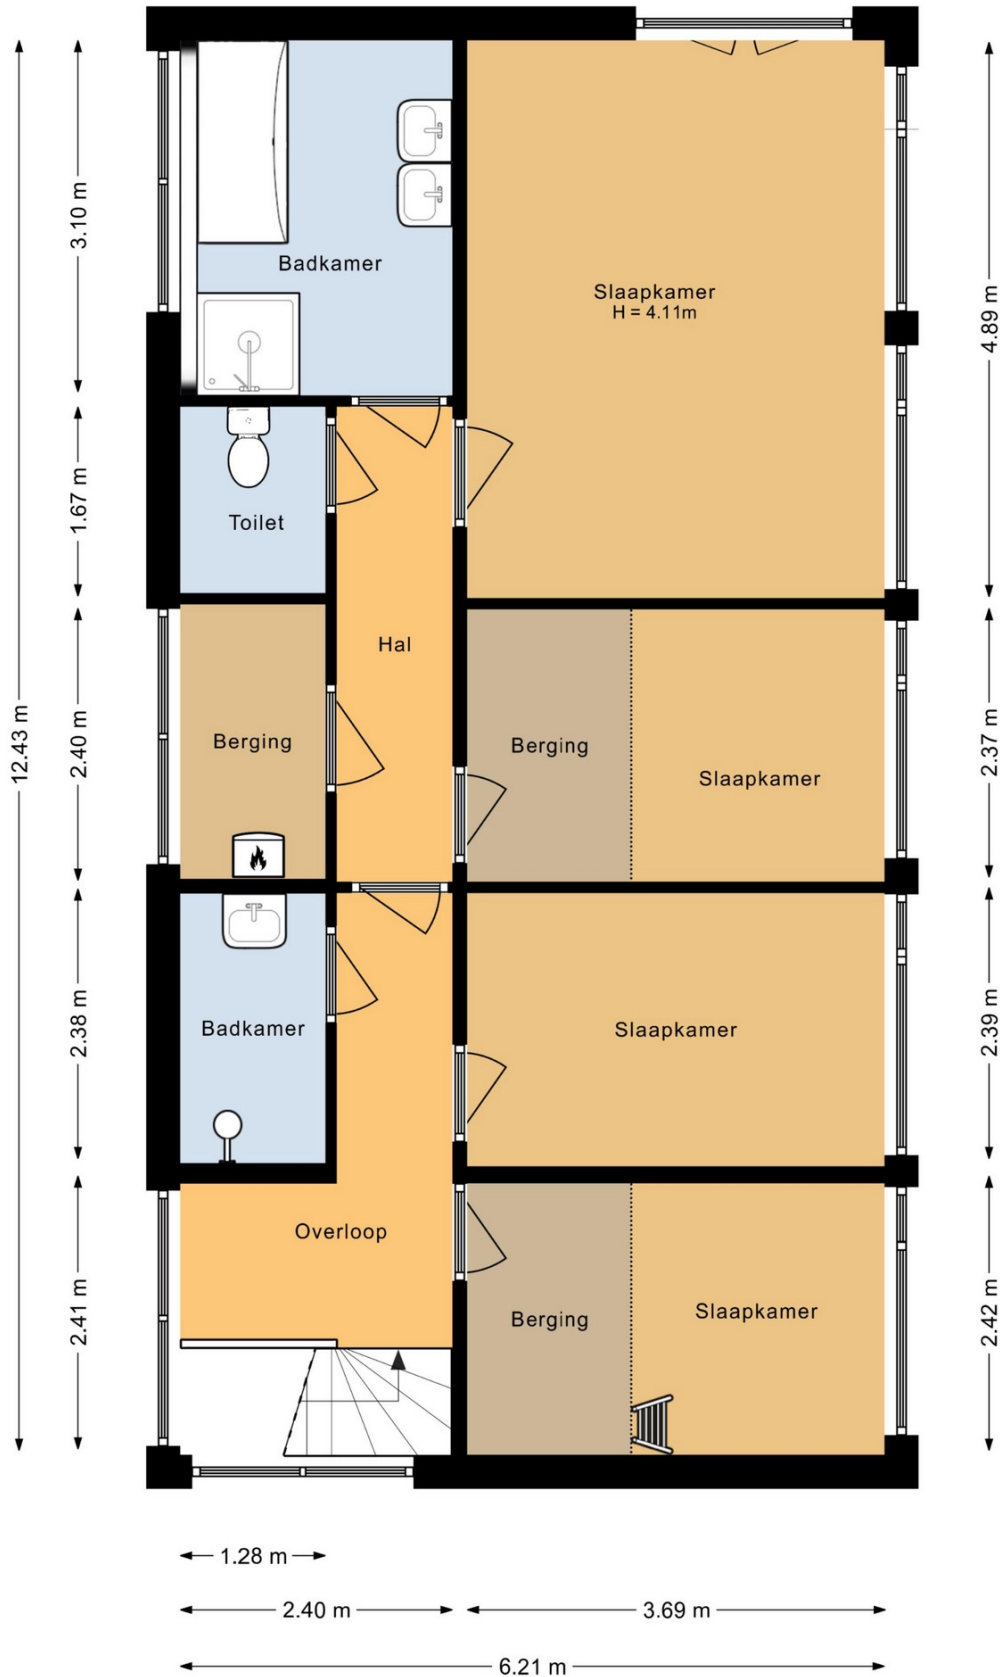 3.10 m
1.67 m
2.40 m
2.38 m
2.41 m
12.43 m
Badkamer
Toilet
Berging
Badkamer
Hal
Overloop
Slaapkamer
H = 4.11m
Berging
Slaapkamer
Slaapkamer
Berging
Slaapkamer
4.89 m
2.37 m
2.39 m
2.42 m
1.28 m
2.40 m
3.69 m
6.21 m